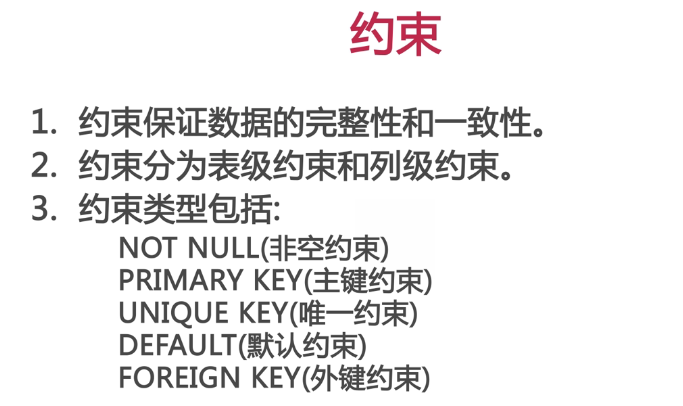 约束
1. 约束保证数据的完整性和一致性。
2. 约束分为表级约束和列级约束。
3. 约束类型包括:
NOT NULL(非空约束)
PRIMARY KEY(主键约束)
UNIQUE KEY(唯一约束)
DEFAULT(默认约束)
FOREIGN KEY(外键约束)